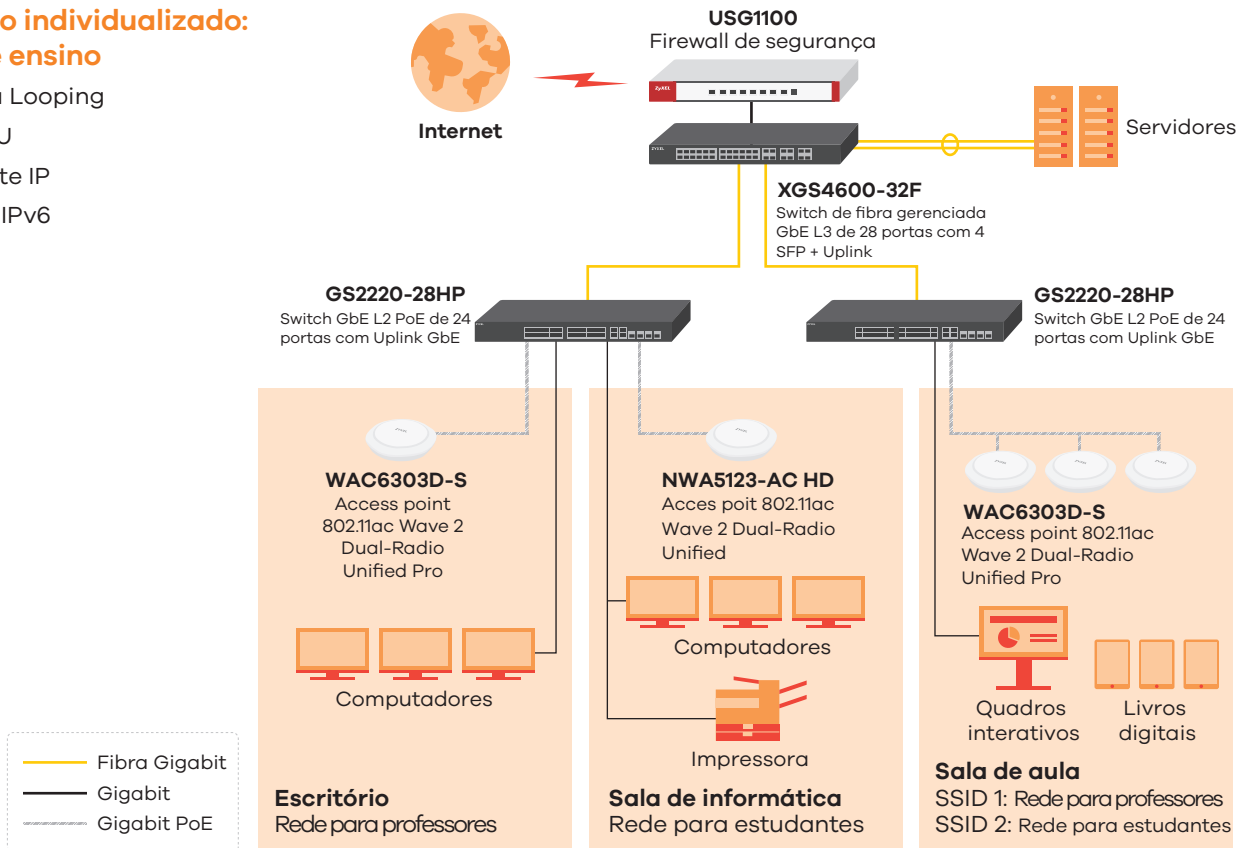 o individualizado:
ensino
Looping
U
te IP
IPv6
USG1100
Firewall de segurança
ZyXEL
Internet
ZYXEL
Servidores
XGS4600-32F
Switch de fibra gerenciada
GbE L3 de 28 portas com 4
SFP + Uplink
GS2220-28HP
Switch GbE L2 PoE de 24
portas com Uplink GbE
GS2220-28HP
Switch GbE L2 PoE de 24
portas com Uplink GbE
WAC6303D-S
Access point
802.11ac Wave 2
Dual-Radio
Unified Pro
Computadores
Escritório
Rede para professores
NWA5123-AC HD
Acces poit 802.11ac
Wave 2 Dual-Radio
Unified
Computadores
Impressora
Sala de informática
Rede para estudantes
WAC6303D-S
Access point 802.11ac
Wave 2 Dual-Radio
Unified Pro
Quadros
interativos
Livros
digitais
Sala de aula
SSID 1: Rede para professores
SSID 2: Rede para estudantes
Fibra Gigabit
Gigabit
Gigabit PoE